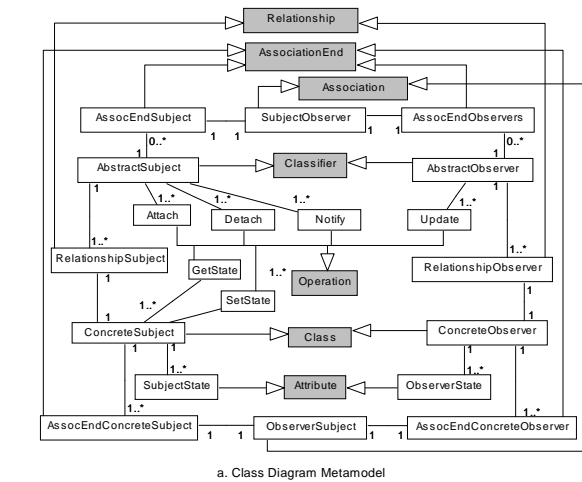 Relationship
AssociationEnd
Association
AssocEndSubject
SubjectObserver
AssocEndObservers
1 1 1 1
0..* 0..*
1 1
AbstractSubject
Classifier
AbstractObserver
1 1..* 1..* 1..* 1..* 1
Attach
Detach
Notify
Update
1..* 1..*
RelationshipSubject
GetState
RelationshipObserver
1 1..* 1
Operation
SetState
1..*
1 1
ConcreteSubject
Class
ConcreteObserver
1 1 1 1
1..* 1..*
SubjectState
Attribute
ObserverState
1..* 1..*
AssocEndConcreteSubject
ObserverSubject
AssocEndConcreteObserver
1 1 1 1
a. Class Diagram Metamodel